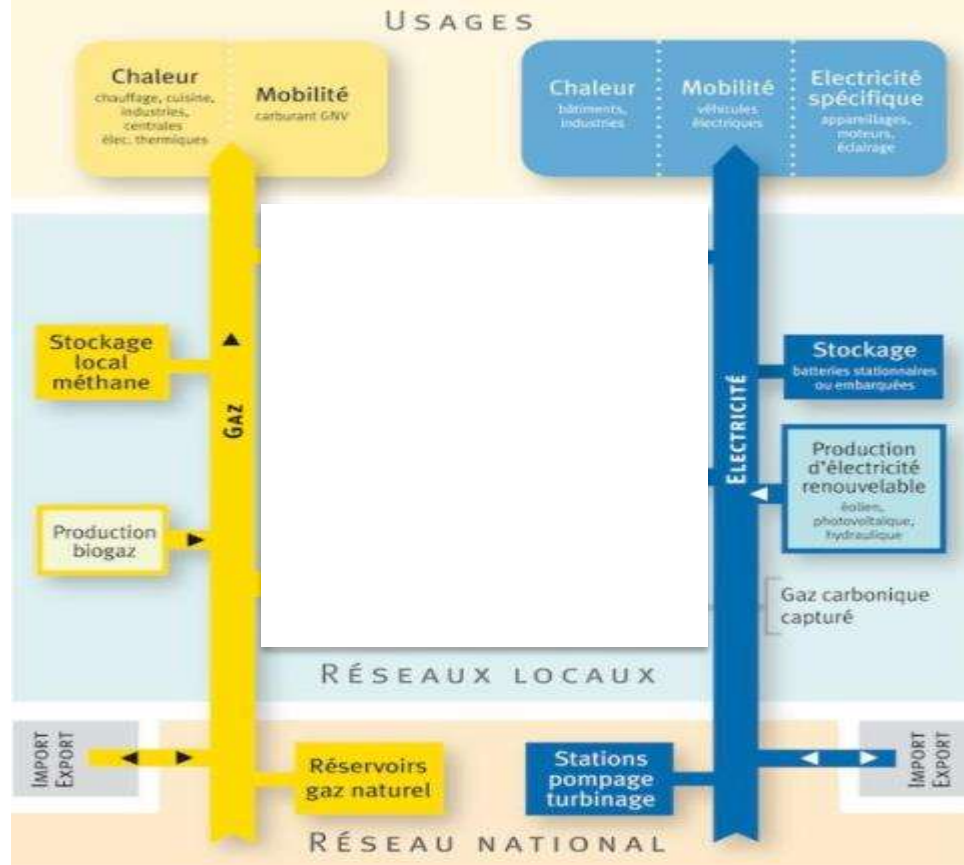 USAGES
Chaleur
chauffage, cuisine,
industries,
centrales
élec. thermiques
Mobilité
carburant GNV
Chaleur
bâtiments,
industries
Mobilité
véhicules
électriques
Electricité
spécifique
appareillages,
moteurs,
éclairage
Stockage
local
méthane
GAZ
Production
biogaz
ELECTRICITÉ
Stockage
batteries stationnaires
ou embarquées
Production
d'électricité
renouvelable
éolien,
photovoltaïque,
hydraulique
Gaz carbonique
capturé
RÉSEAUX LOCAUX
IMPORT
EXPORT
Réservoirs
gaz naturel
Stations
pompage
turbinage
IMPORT
EXPORT
RÉSEAU NATIONAL